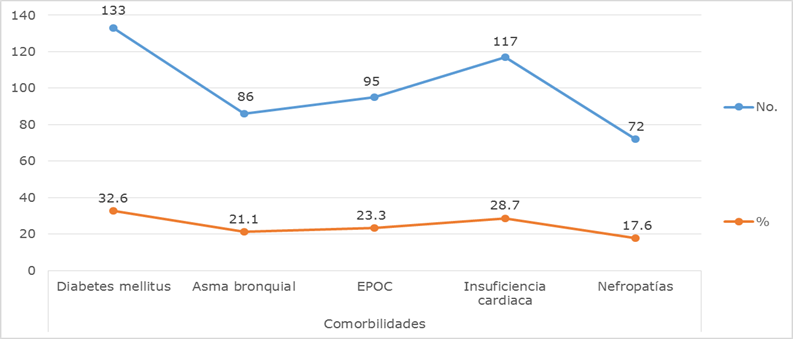 140
120
100
80
60
40
20
0
133
86
95
117
72
32.6
21.1
23.3
28.7
17.6
Diabetes mellitus
Asma bronquial
EPOC
Insuficiencia
cardiaca
Nefropatías
Comorbilidades
No.
%